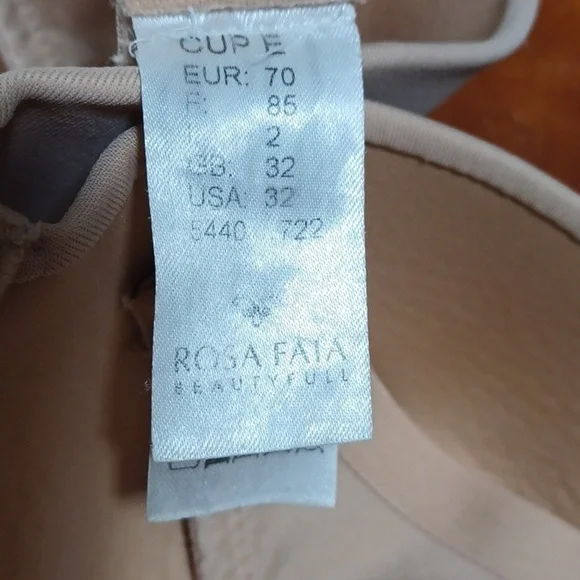 CUP E
EUR: 70
F: 85
2
GB: 32
USA: 32
5440 722
ROSA FAIA
BEAUTYFULL